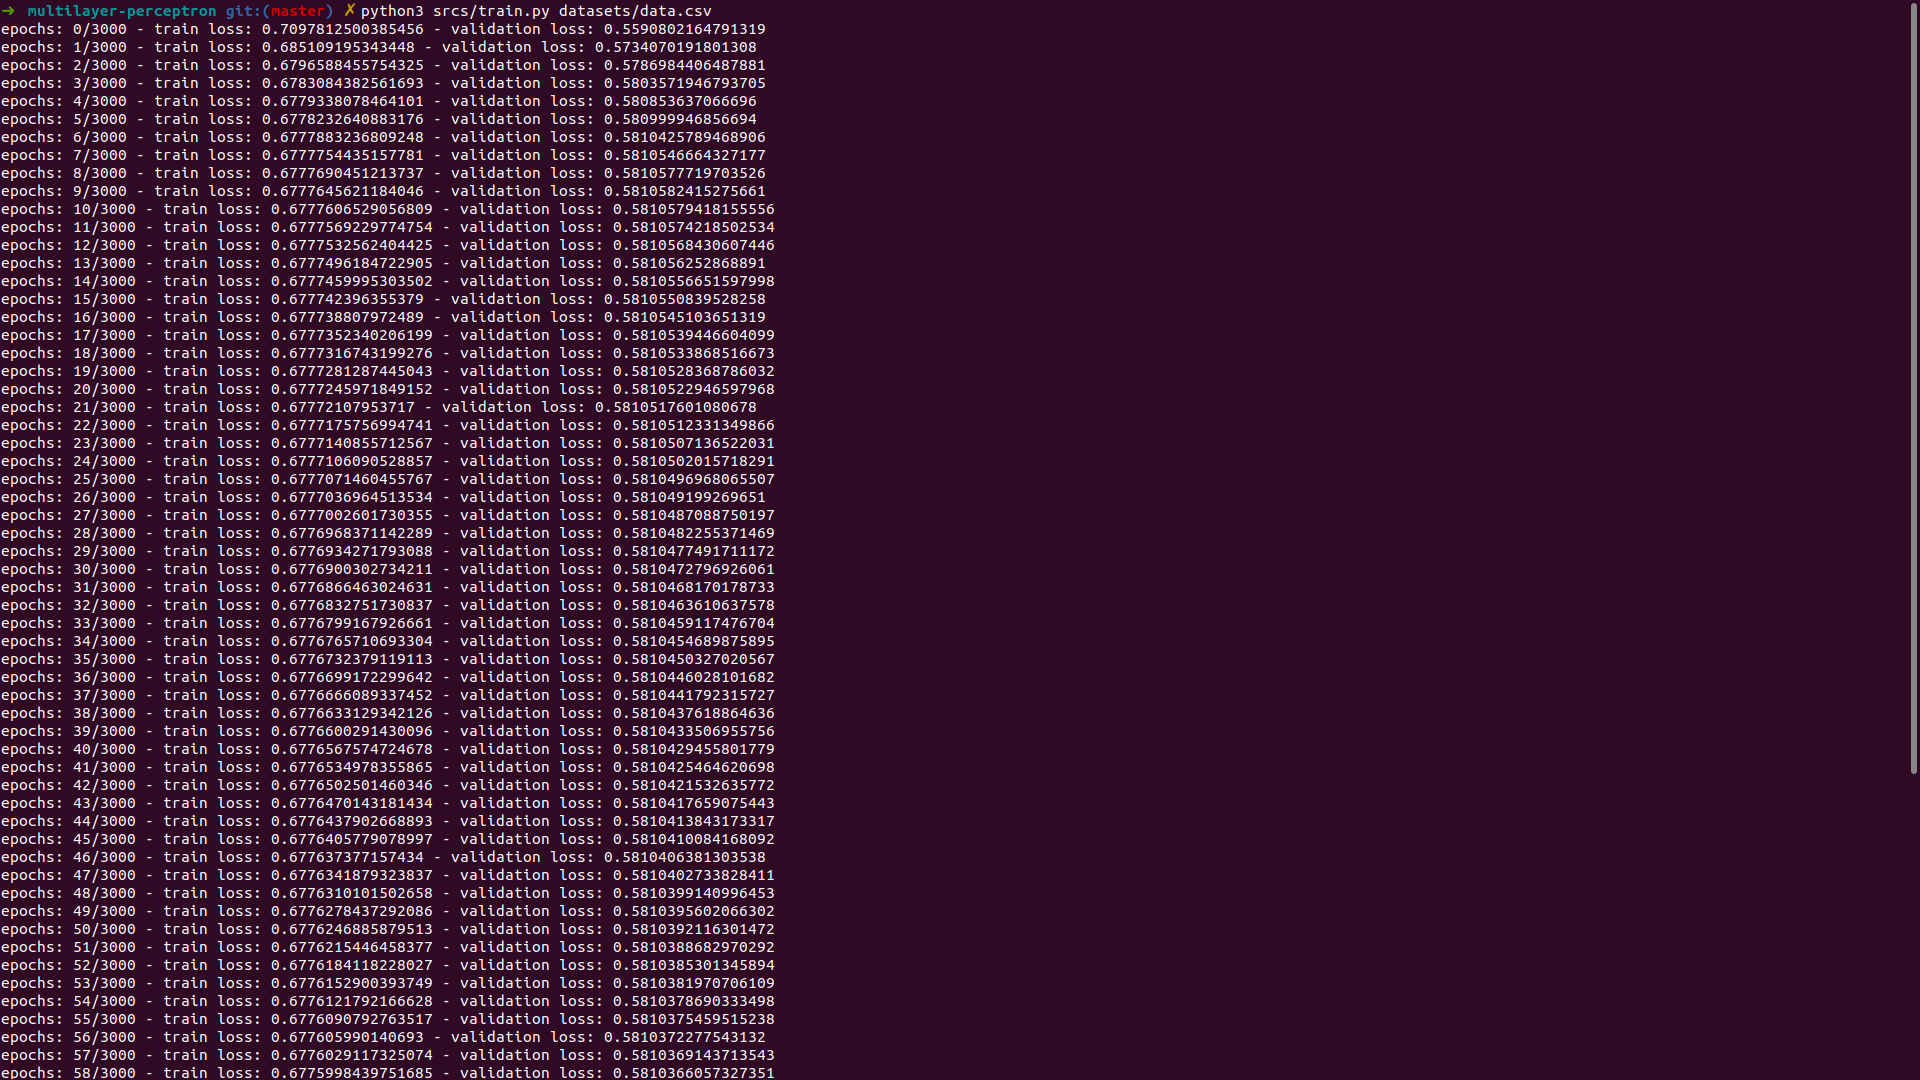 ➜  multilayer-perceptron git:(master) ✗ python3 srcs/train.py datasets/data.csv
epochs: 0/3000 - train loss: 0.7097812500385456 - validation loss: 0.5590802164791319
epochs: 1/3000 - train loss: 0.685109195343448 - validation loss: 0.5734070191801308
epochs: 2/3000 - train loss: 0.6796588455754325 - validation loss: 0.5786984406487881
epochs: 3/3000 - train loss: 0.6783084382561693 - validation loss: 0.5803571946793705
epochs: 4/3000 - train loss: 0.6779338078464101 - validation loss: 0.580853637066696
epochs: 5/3000 - train loss: 0.6778232640883176 - validation loss: 0.580999946856694
epochs: 6/3000 - train loss: 0.6777883236809248 - validation loss: 0.5810425789468906
epochs: 7/3000 - train loss: 0.6777754435157781 - validation loss: 0.5810546664327177
epochs: 8/3000 - train loss: 0.6777690451213737 - validation loss: 0.5810577719703526
epochs: 9/3000 - train loss: 0.6777645621184046 - validation loss: 0.5810582415275661
epochs: 10/3000 - train loss: 0.6777606529056809 - validation loss: 0.5810579418155556
epochs: 11/3000 - train loss: 0.6777569229774754 - validation loss: 0.5810574218502534
epochs: 12/3000 - train loss: 0.6777532562404425 - validation loss: 0.5810568430607446
epochs: 13/3000 - train loss: 0.6777496184722905 - validation loss: 0.581056252868891
epochs: 14/3000 - train loss: 0.6777459995303502 - validation loss: 0.5810556651597998
epochs: 15/3000 - train loss: 0.677742396355379 - validation loss: 0.5810550839528258
epochs: 16/3000 - train loss: 0.677738807972489 - validation loss: 0.5810545103651319
epochs: 17/3000 - train loss: 0.6777352340206199 - validation loss: 0.5810539446604099
epochs: 18/3000 - train loss: 0.6777316743199276 - validation loss: 0.5810533868516673
epochs: 19/3000 - train loss: 0.6777281287445043 - validation loss: 0.5810528368786032
epochs: 20/3000 - train loss: 0.6777245971849152 - validation loss: 0.5810522946597968
epochs: 21/3000 - train loss: 0.67772107953717 - validation loss: 0.5810517601080678
epochs: 22/3000 - train loss: 0.6777175756994741 - validation loss: 0.5810512331349866
epochs: 23/3000 - train loss: 0.6777140855712567 - validation loss: 0.5810507136522031
epochs: 24/3000 - train loss: 0.6777106090528857 - validation loss: 0.5810502015718291
epochs: 25/3000 - train loss: 0.6777071460455767 - validation loss: 0.5810496968065507
epochs: 26/3000 - train loss: 0.6777036964513534 - validation loss: 0.581049199269651
epochs: 27/3000 - train loss: 0.6777002601730355 - validation loss: 0.5810487088750197
epochs: 28/3000 - train loss: 0.6776968371142289 - validation loss: 0.5810482255371469
epochs: 29/3000 - train loss: 0.6776934271793088 - validation loss: 0.5810477491711172
epochs: 30/3000 - train loss: 0.6776900302734211 - validation loss: 0.5810472796926061
epochs: 31/3000 - train loss: 0.6776866463024631 - validation loss: 0.5810468170178733
epochs: 32/3000 - train loss: 0.6776832751730837 - validation loss: 0.5810463610637578
epochs: 33/3000 - train loss: 0.6776799167926661 - validation loss: 0.5810459117476704
epochs: 34/3000 - train loss: 0.6776765710693304 - validation loss: 0.5810454689875895
epochs: 35/3000 - train loss: 0.6776732379119113 - validation loss: 0.5810450327020567
epochs: 36/3000 - train loss: 0.6776699172299642 - validation loss: 0.5810446028101682
epochs: 37/3000 - train loss: 0.6776666089337452 - validation loss: 0.5810441792315727
epochs: 38/3000 - train loss: 0.6776633129342126 - validation loss: 0.5810437618864636
epochs: 39/3000 - train loss: 0.6776600291430096 - validation loss: 0.5810433506955756
epochs: 40/3000 - train loss: 0.6776567574724678 - validation loss: 0.5810429455801779
epochs: 41/3000 - train loss: 0.6776534978355865 - validation loss: 0.5810425464620698
epochs: 42/3000 - train loss: 0.6776502501460346 - validation loss: 0.5810421532635772
epochs: 43/3000 - train loss: 0.6776470143181434 - validation loss: 0.5810417659075443
epochs: 44/3000 - train loss: 0.6776437902668893 - validation loss: 0.5810413843173317
epochs: 45/3000 - train loss: 0.6776405779078997 - validation loss: 0.5810410084168092
epochs: 46/3000 - train loss: 0.677637377157434 - validation loss: 0.5810406381303538
epochs: 47/3000 - train loss: 0.6776341879323837 - validation loss: 0.5810402733828411
epochs: 48/3000 - train loss: 0.6776310101502658 - validation loss: 0.5810399140996453
epochs: 49/3000 - train loss: 0.6776278437292086 - validation loss: 0.5810395602066302
epochs: 50/3000 - train loss: 0.6776246885879513 - validation loss: 0.5810392116301472
epochs: 51/3000 - train loss: 0.6776215446458377 - validation loss: 0.5810388682970292
epochs: 52/3000 - train loss: 0.6776184118228027 - validation loss: 0.5810385301345894
epochs: 53/3000 - train loss: 0.6776152900393749 - validation loss: 0.5810381970706109
epochs: 54/3000 - train loss: 0.6776121792166628 - validation loss: 0.5810378690333498
epochs: 55/3000 - train loss: 0.6776090792763517 - validation loss: 0.5810375459515238
epochs: 56/3000 - train loss: 0.677605990140693 - validation loss: 0.5810372277543132
epochs: 57/3000 - train loss: 0.6776029117325074 - validation loss: 0.5810369143713543
epochs: 58/3000 - train loss: 0.6775998439751685 - validation loss: 0.5810366057327351